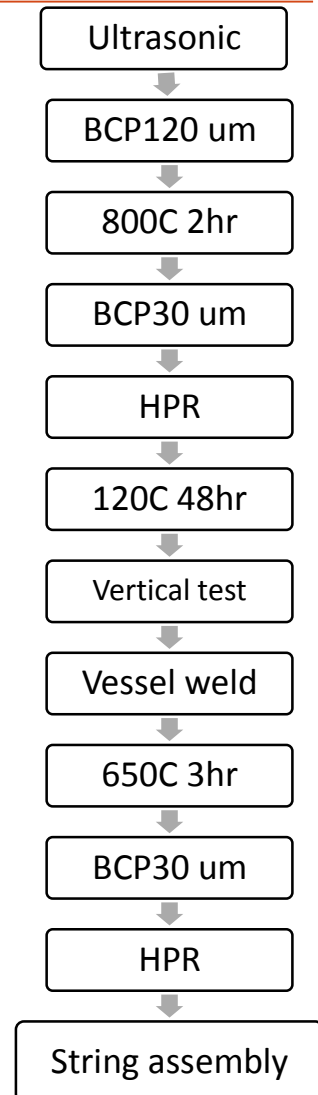 Ultrasonic
BCP120 um
800C 2hr
BCP30 um
HPR
120C 48hr
Vertical test
Vessel weld
650C 3hr
BCP30 um
HPR
String assembly